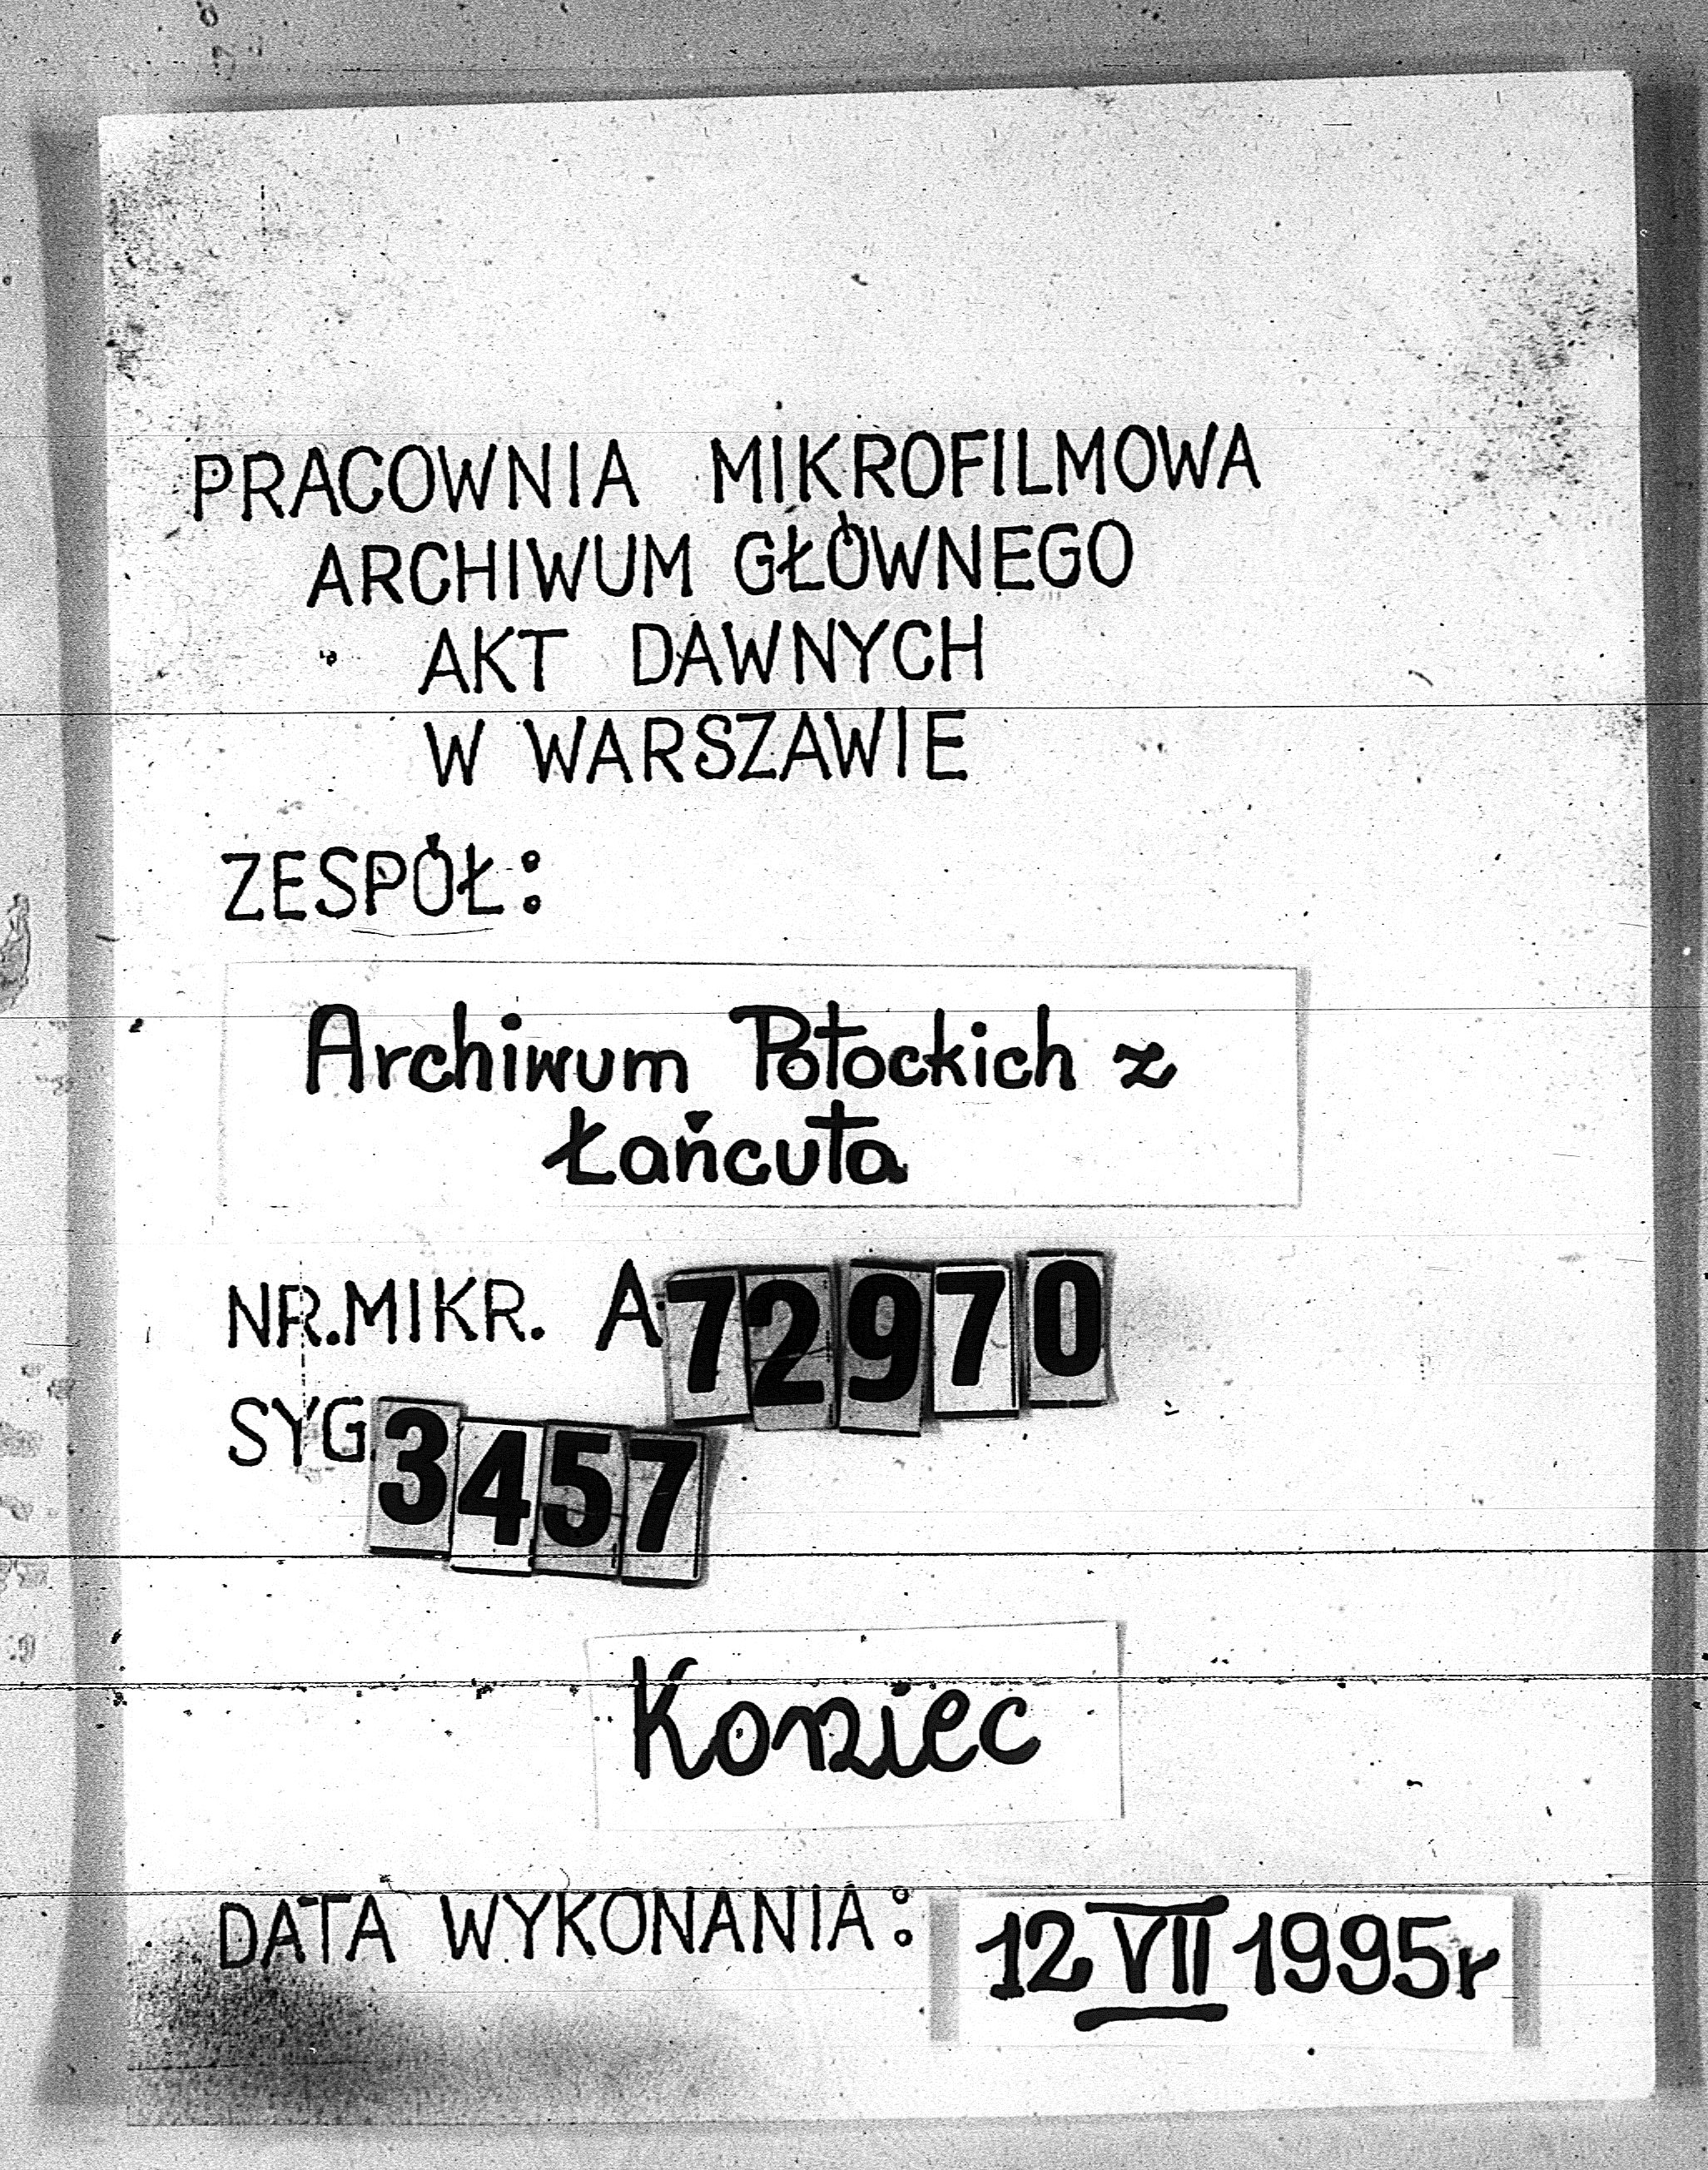 PRACOWNIA MIKROFILMOWA
ARCHIWUM GŁÓWNEGO
AKT DAWNYCH
W WARSZAWIE
ZESPÓŁ:
Archiwum Potockich z
Łańcuta
NR.MIKR. A 72970
SYG. 3457
Koniec
DATA WYKONANIA: 12 VII 1995r